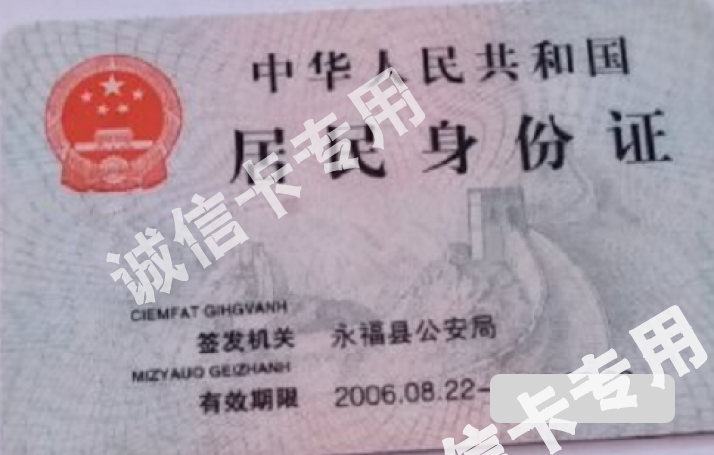 中华人民共和国
居民身份证
诚信卡专用
CIEMFAT GIHGVANH
签发机关 永福县公安局
MIZYAUO GEIZHANH
有效期限 2006.08.22-
信卡专用